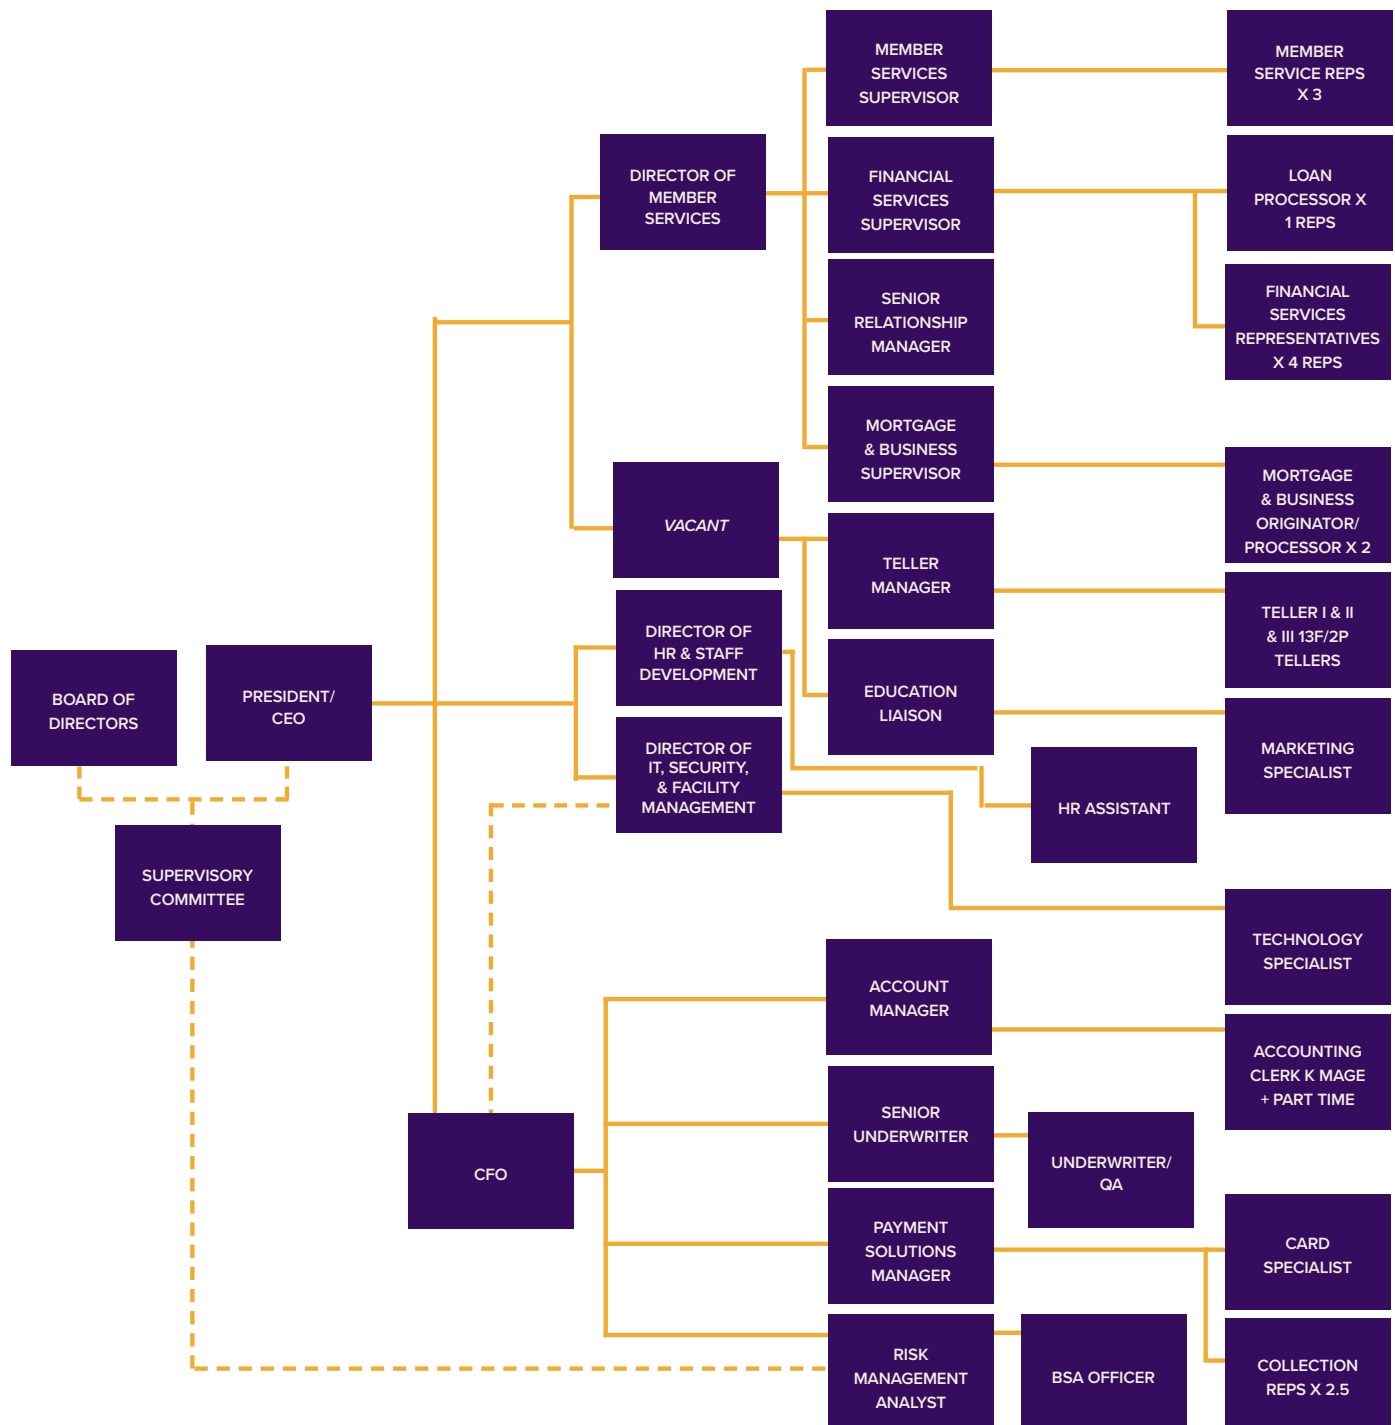 MEMBER
SERVICES
SUPERVISOR
MEMBER
SERVICE REPS
X 3
DIRECTOR OF
MEMBER
SERVICES
FINANCIAL
SERVICES
SUPERVISOR
LOAN
PROCESSOR X
1 REPS
SENIOR
RELATIONSHIP
MANAGER
FINANCIAL
SERVICES
REPRESENTATIVES
X 4 REPS
MORTGAGE
& BUSINESS
SUPERVISOR
MORTGAGE
& BUSINESS
ORIGINATOR/
PROCESSOR X 2
VACANT
TELLER
MANAGER
TELLER I & II
& III 13F/2P
TELLERS
DIRECTOR OF
HR & STAFF
DEVELOPMENT
EDUCATION
LIAISON
MARKETING
SPECIALIST
BOARD OF
DIRECTORS
PRESIDENT/
CEO
DIRECTOR OF
IT, SECURITY,
& FACILITY
MANAGEMENT
HR ASSISTANT
SUPERVISORY
COMMITTEE
TECHNOLOGY
SPECIALIST
ACCOUNT
MANAGER
ACCOUNTING
CLERK K MAGE
+ PART TIME
CFO
SENIOR
UNDERWRITER
UNDERWRITER/
QA
PAYMENT
SOLUTIONS
MANAGER
CARD
SPECIALIST
RISK
MANAGEMENT
ANALYST
BSA OFFICER
COLLECTION
REPS X 2.5